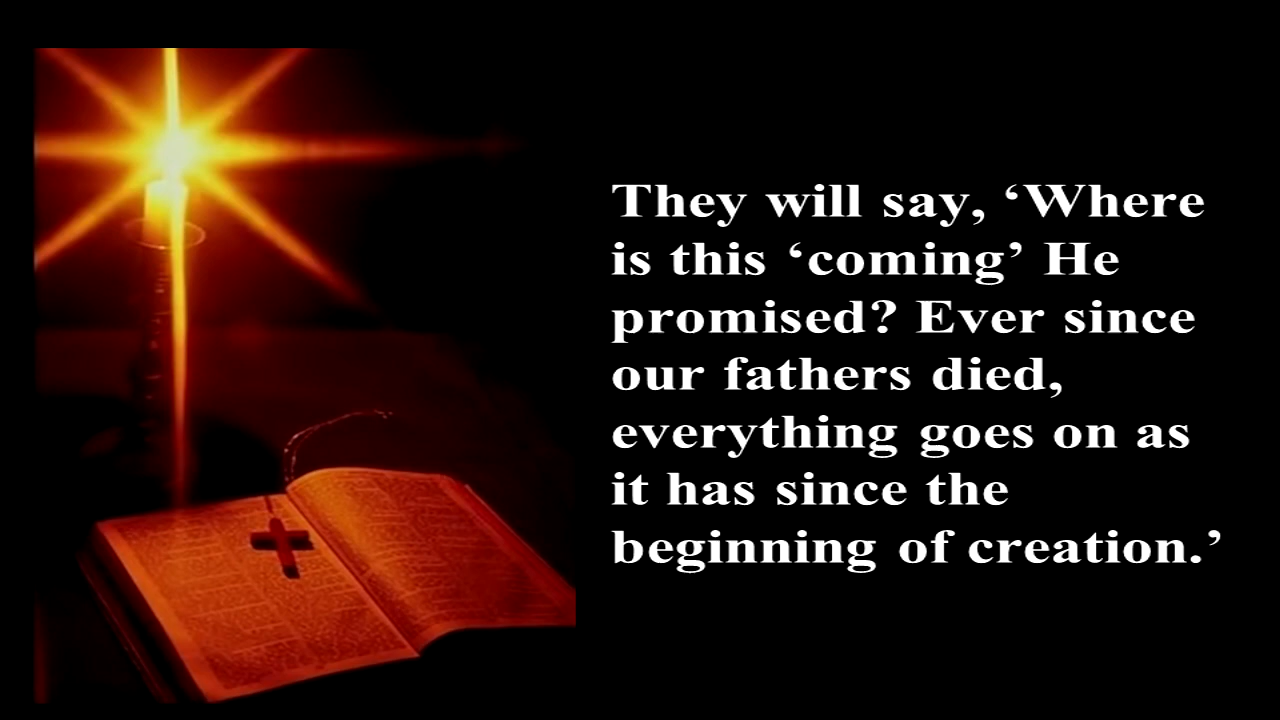 They will say, ‘Where
is this ‘coming’ He
promised? Ever since
our fathers died,
everything goes on as
it has since the
beginning of creation.’